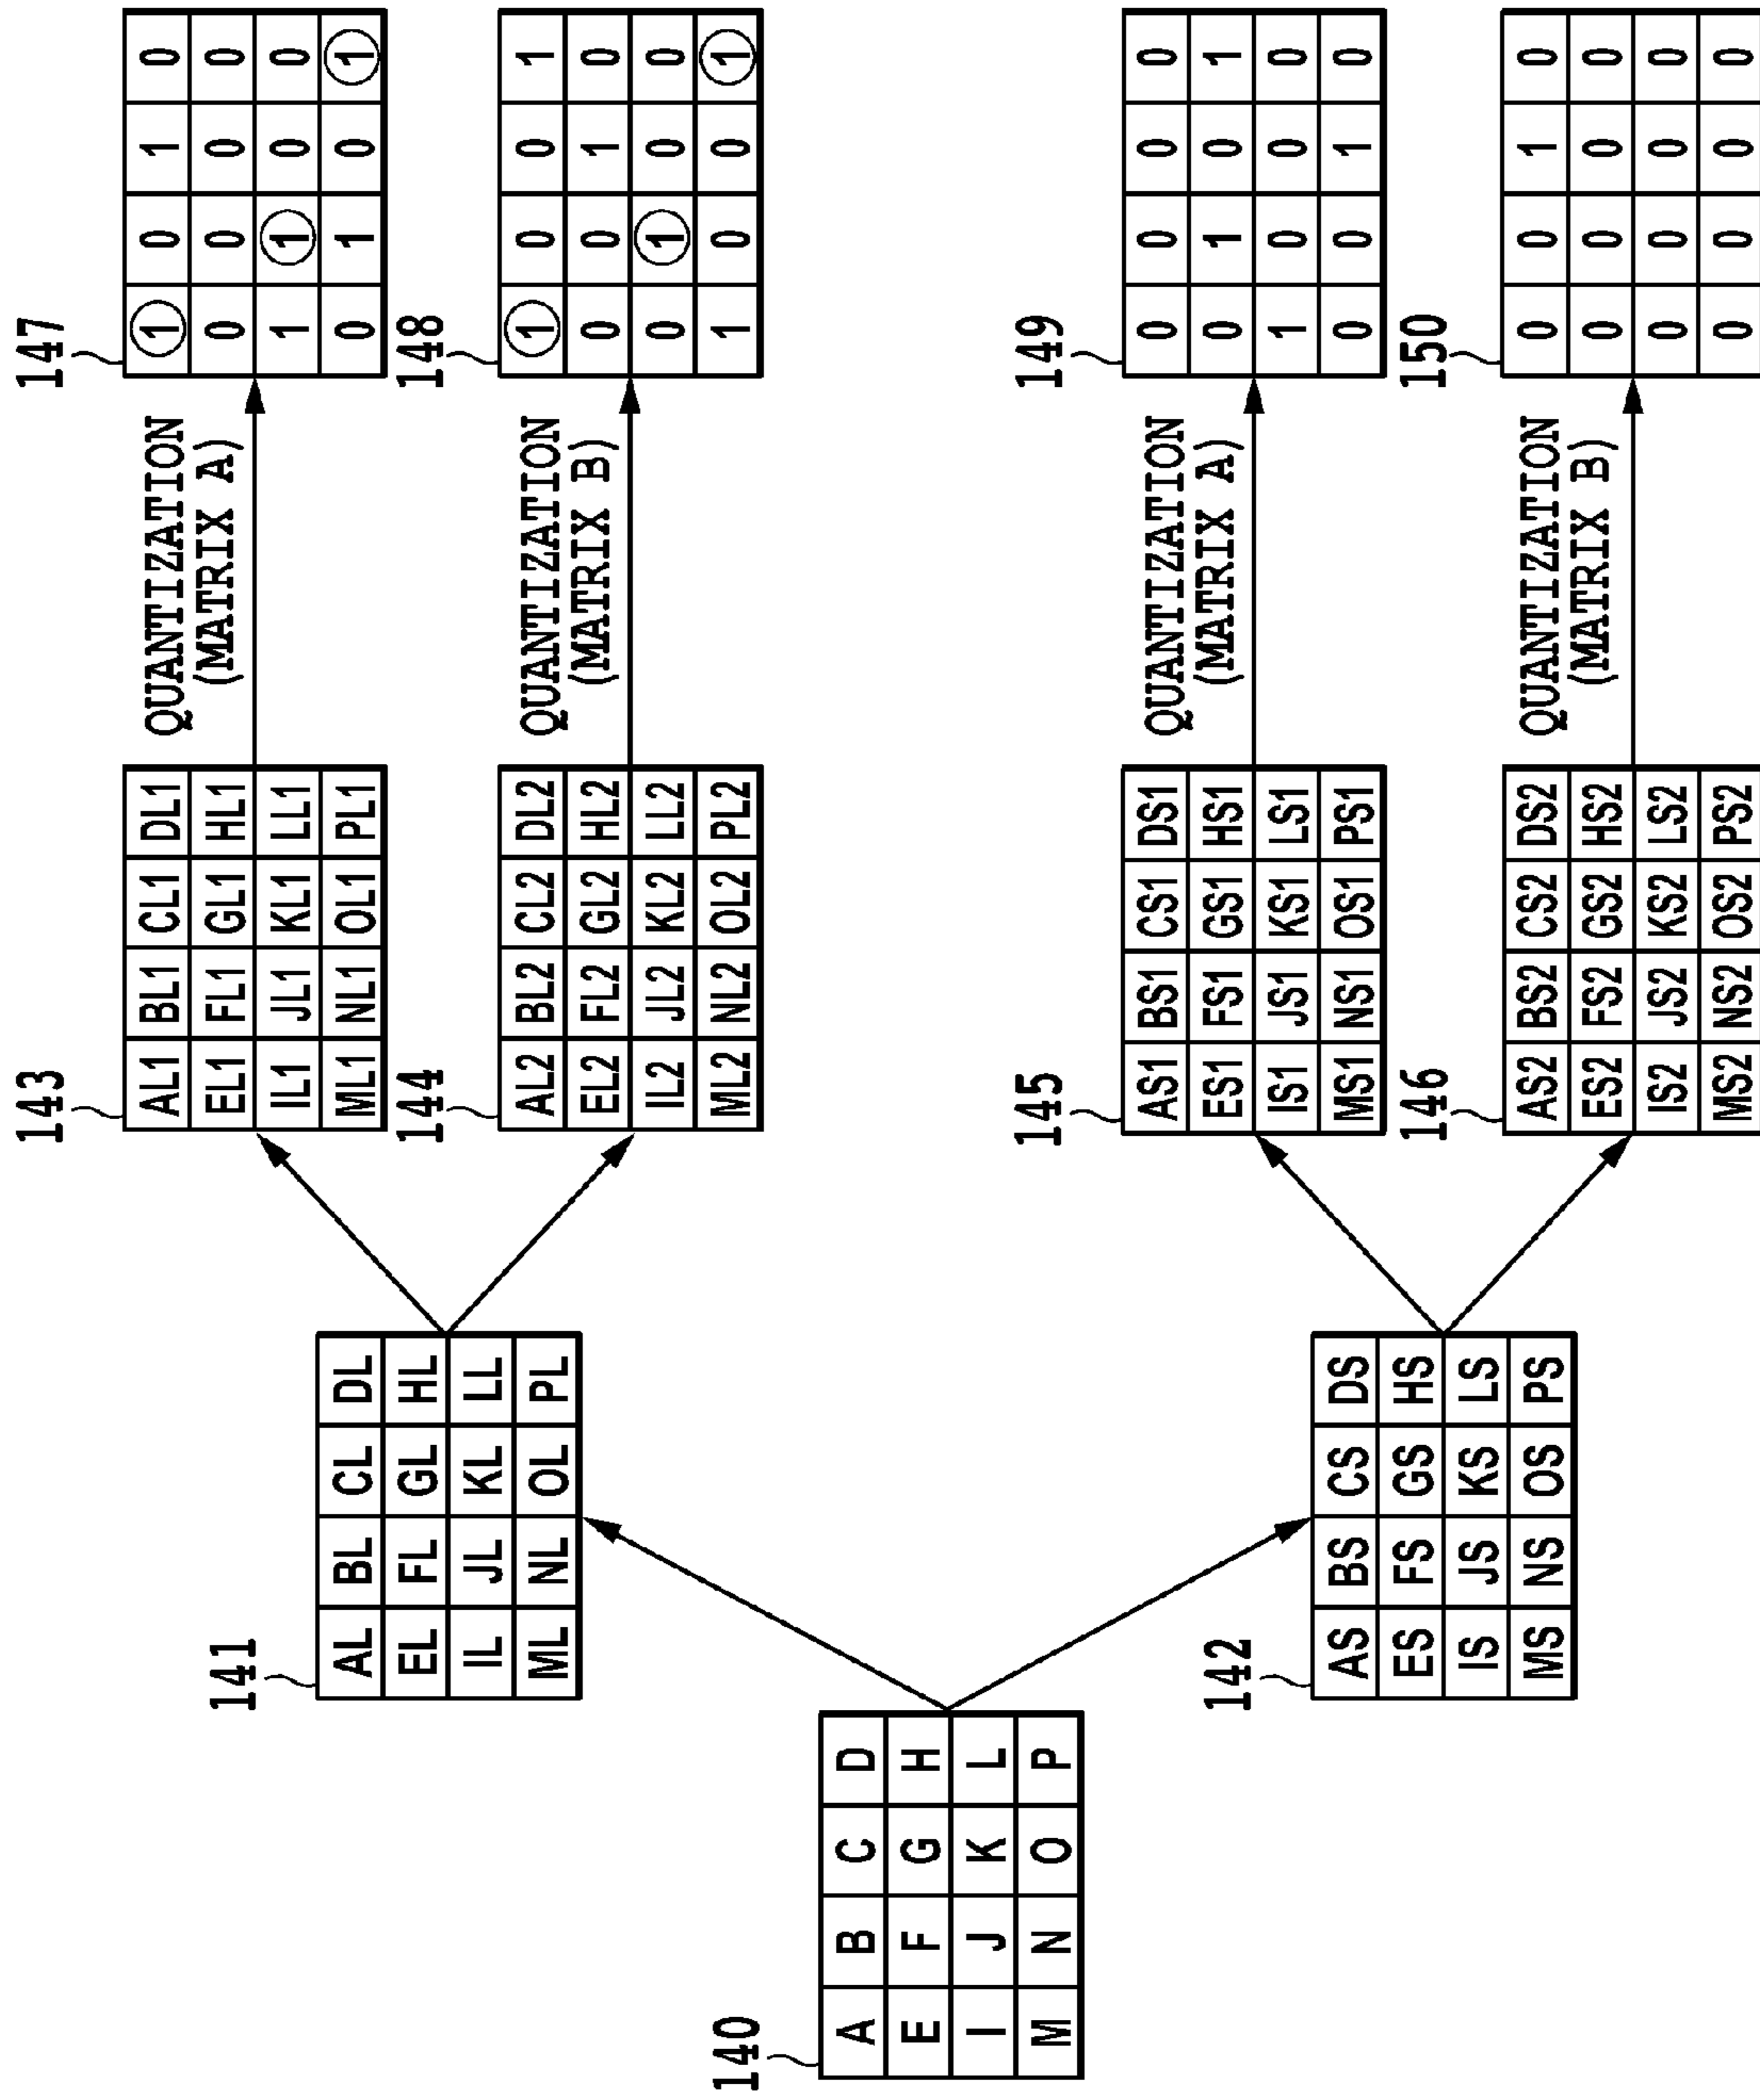 140
A B C D
E F G H
I J K L
M N O P
141
AL BL CL DL
EL FL GL HL
IL JL KL LL
ML NL OL PL
142
AS BS CS DS
ES FS GS HS
IS JS KS LS
MS NS OS PS
143
AL1 BL1 CL1 DL1
EL1 FL1 GL1 HL1
IL1 JL1 KL1 LL1
ML1 NL1 OL1 PL1
QUANTIZATION
(MATRIX A)
147
1 0 1 0
0 0 0 0
1 1 0 0
0 1 0 1
144
AL2 BL2 CL2 DL2
EL2 FL2 GL2 HL2
IL2 JL2 KL2 LL2
ML2 NL2 OL2 PL2
QUANTIZATION
(MATRIX B)
148
1 0 0 1
0 0 1 0
0 1 0 0
1 0 0 1
145
AS1 BS1 CS1 DS1
ES1 FS1 GS1 HS1
IS1 JS1 KS1 LS1
MS1 NS1 OS1 PS1
QUANTIZATION
(MATRIX A)
149
0 0 0 0
0 1 0 1
1 0 0 0
0 0 1 0
146
AS2 BS2 CS2 DS2
ES2 FS2 GS2 HS2
IS2 JS2 KS2 LS2
MS2 NS2 OS2 PS2
QUANTIZATION
(MATRIX B)
150
0 0 1 0
0 0 0 0
0 0 0 0
0 0 0 0